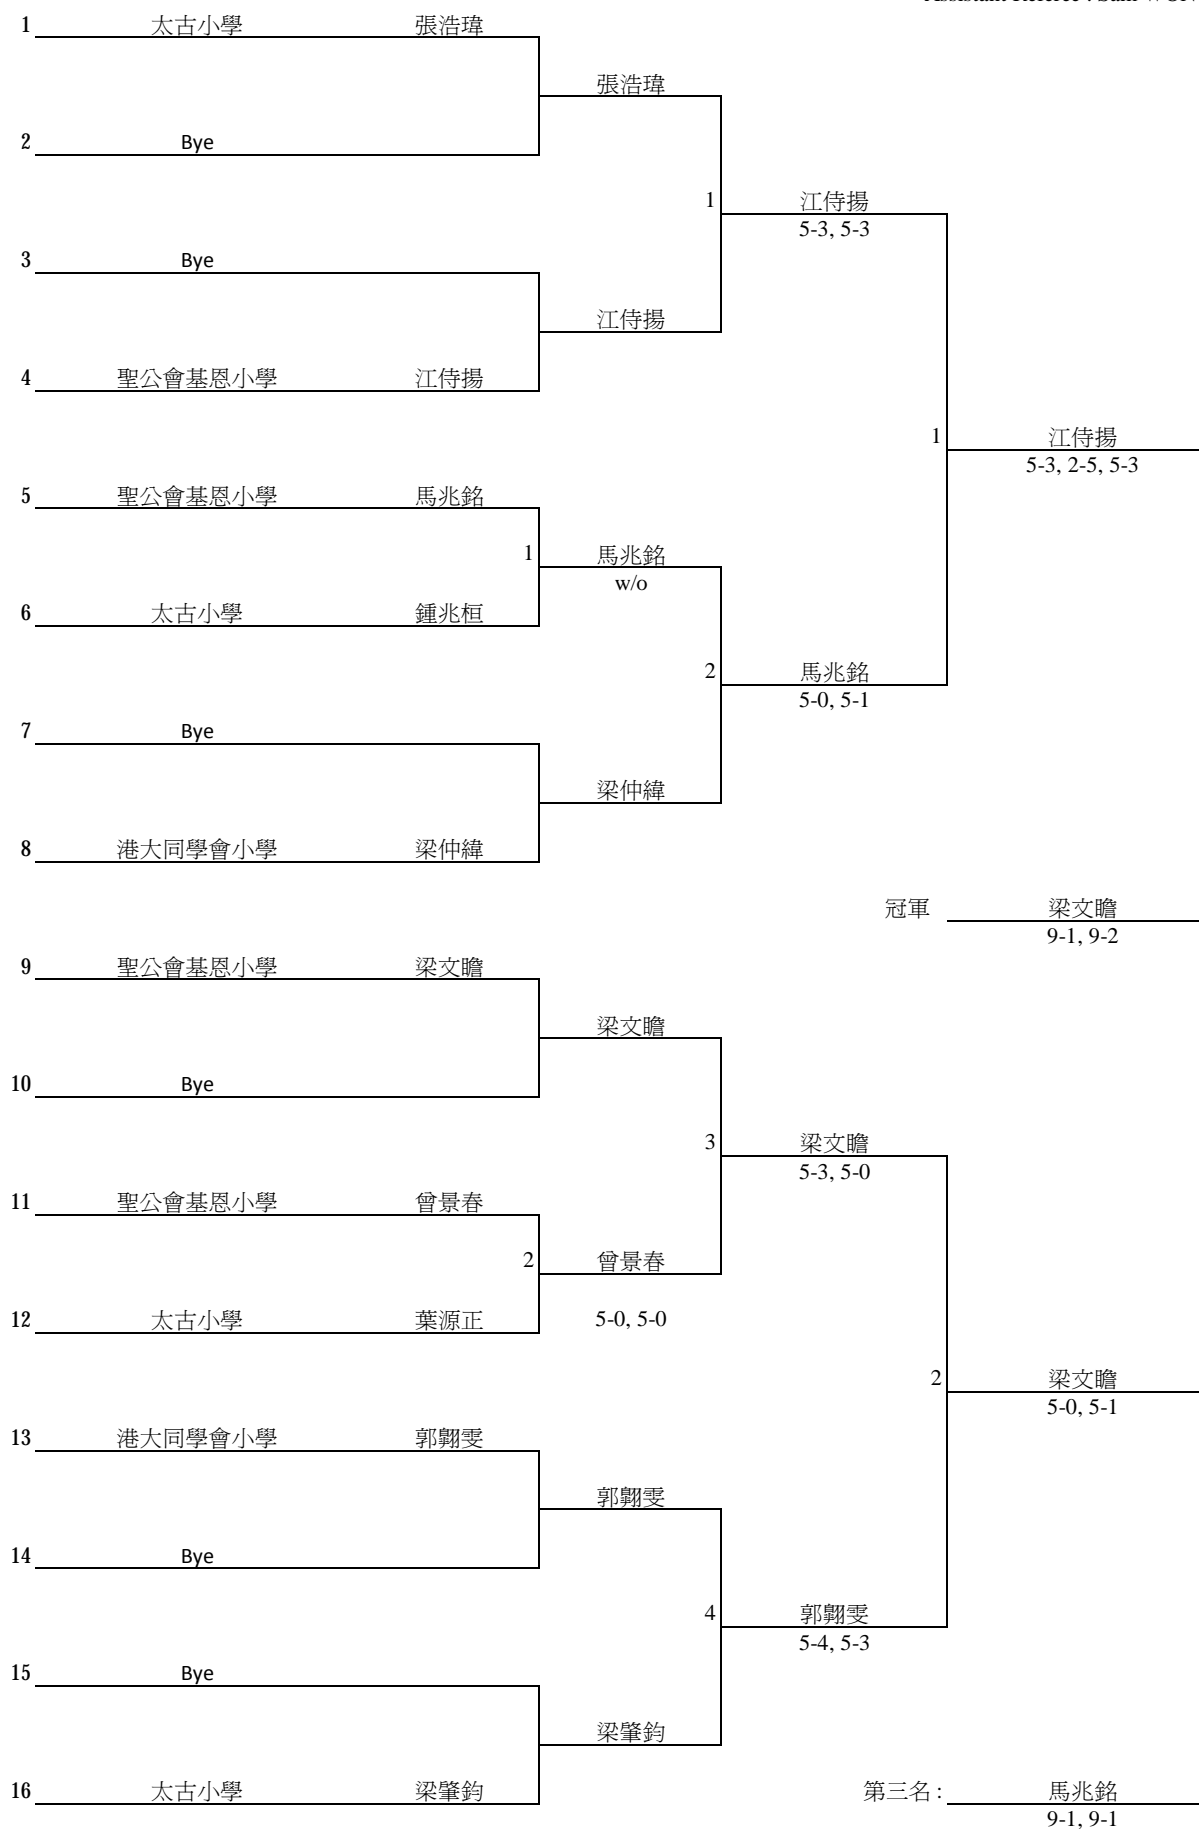 Assistant Referee : Sam
1 太古小學 張浩瑋
張浩瑋
2 Bye
1 江侍揚
5-3, 5-3
3 Bye
江侍揚
4 聖公會基恩小學 江侍揚
1 江侍揚
5-3, 2-5, 5-3
5 聖公會基恩小學 馬兆銘
1 馬兆銘
w/o
6 太古小學 鍾兆桓
2 馬兆銘
5-0, 5-1
7 Bye
梁仲緯
8 港大同學會小學 梁仲緯
冠軍 梁文瞻
9-1, 9-2
9 聖公會基恩小學 梁文瞻
梁文瞻
10 Bye
3 梁文瞻
5-3, 5-0
11 聖公會基恩小學 曾景春
2 曾景春
12 太古小學 葉源正 5-0, 5-0
2 梁文瞻
5-0, 5-1
13 港大同學會小學 郭翺雯
郭翺雯
14 Bye
4 郭翺雯
5-4, 5-3
15 Bye
梁肇鈞
16 太古小學 梁肇鈞
第三名 : 馬兆銘
9-1, 9-1